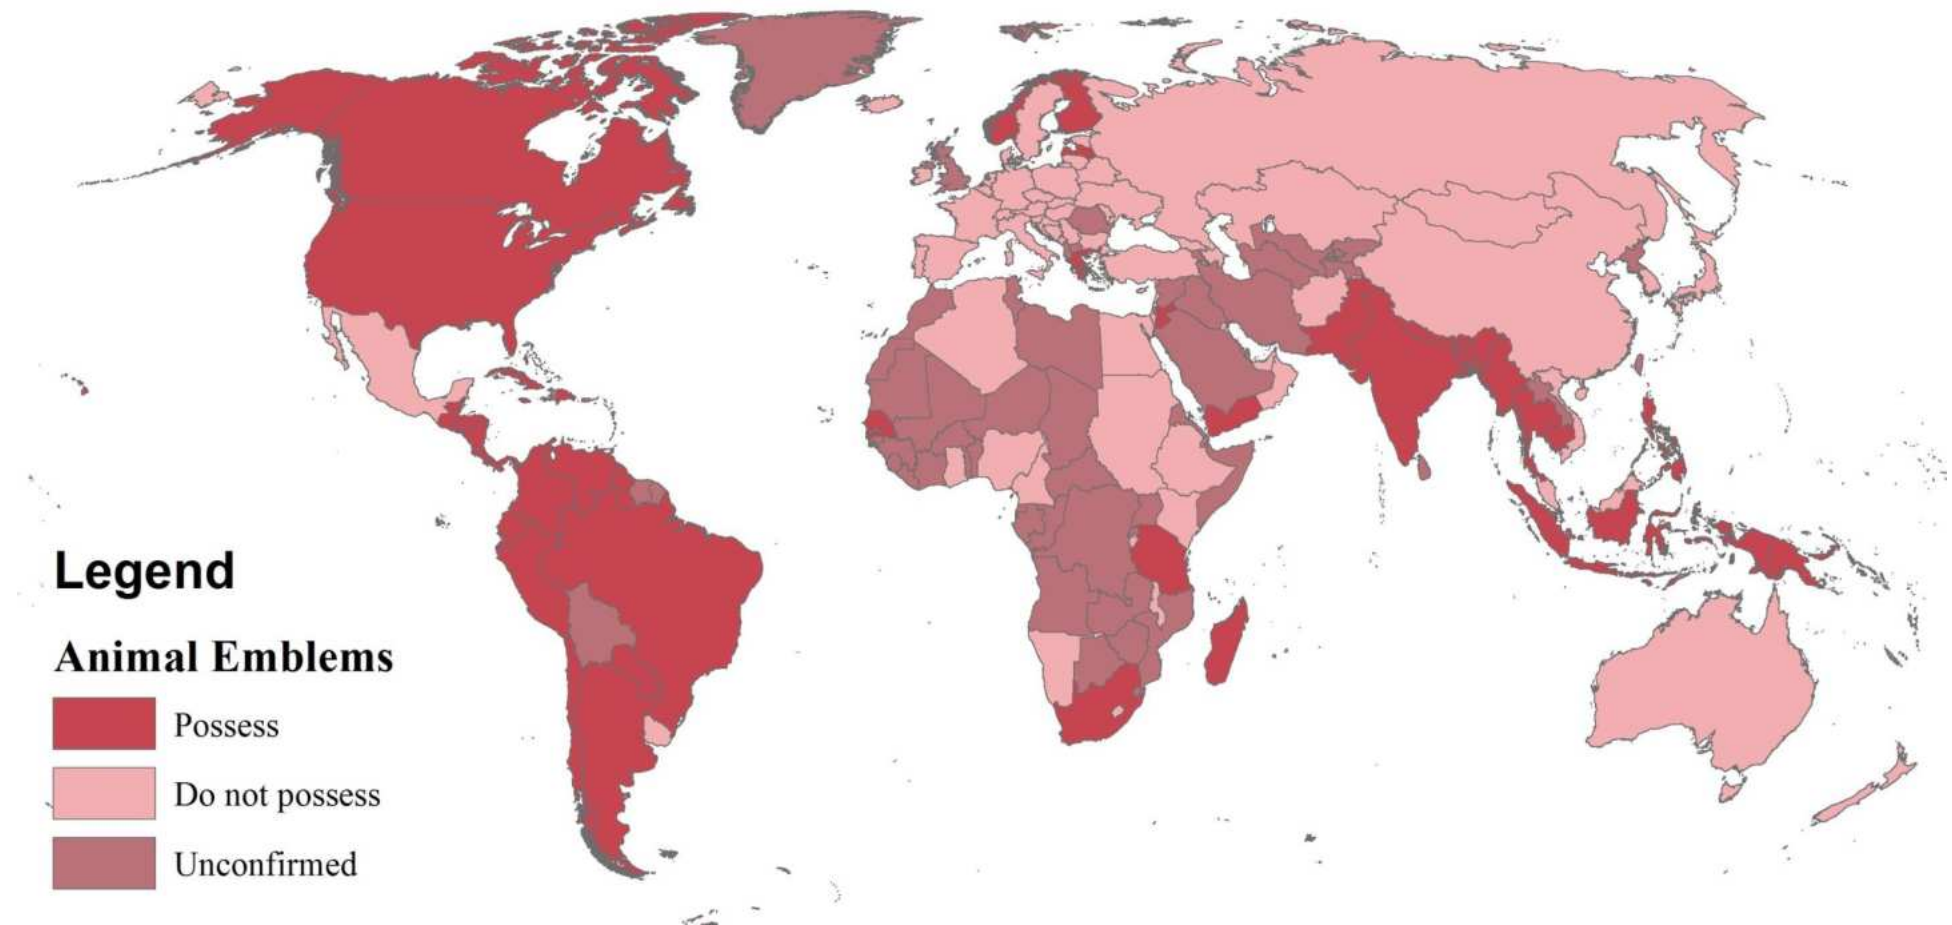 Legend
Animal Emblems
Possess
Do not possess
Unconfirmed